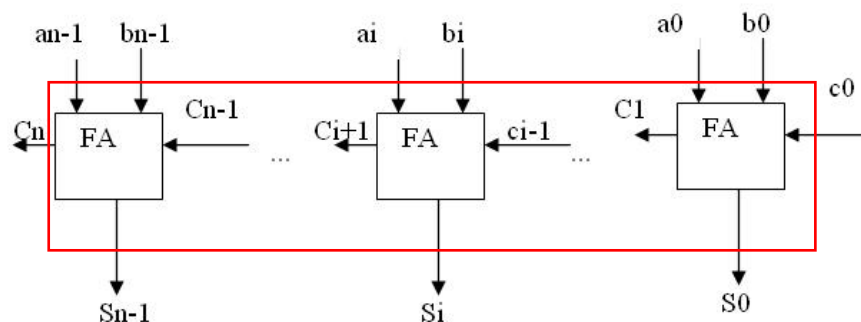 an-1 bn-1 ai bi a0 b0
Cn FA Cn-1 ... Ci+1 FA ci-1 ... C1 FA c0
Sn-1 Si S0